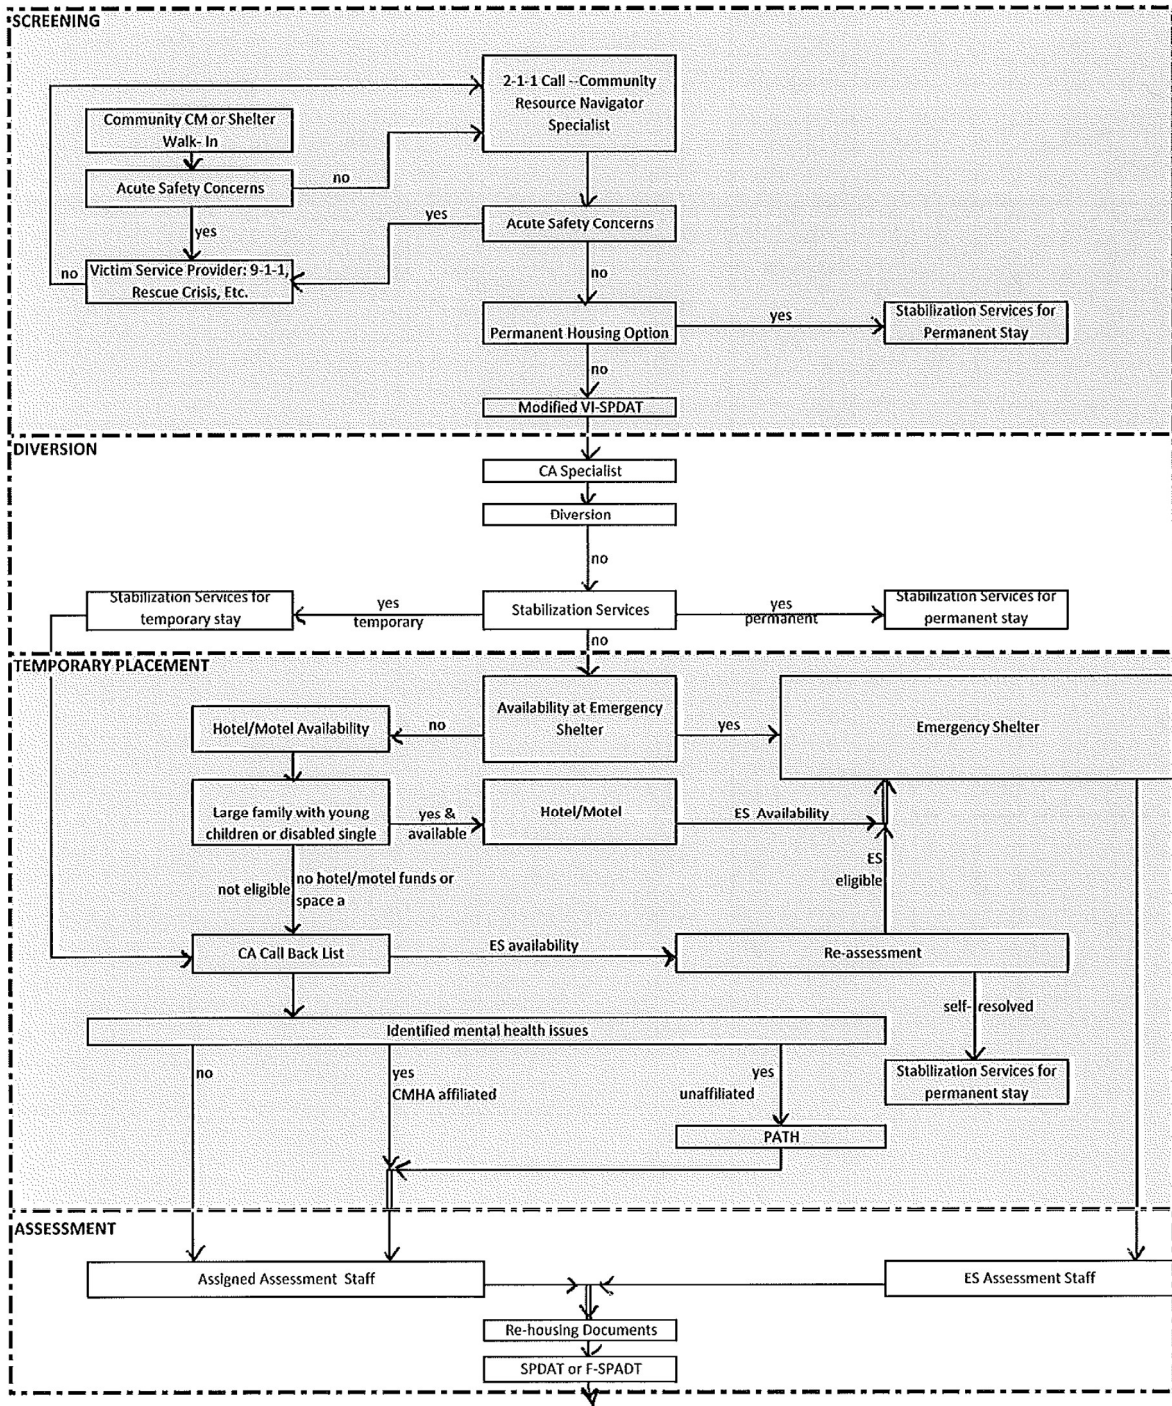 SCREENING
2-1-1 Call --Community
Resource Navigator
Specialist
Community CM or Shelter
Walk- In
no
Acute Safety Concerns
yes
Acute Safety Concerns
yes
no
Victim Service Provider: 9-1-1,
Rescue Crisis, Etc.
no
Permanent Housing Option
yes
Stabilization Services for
Permanent Stay
no
Modified VI-SPDAT
DIVERSION
CA Specialist
Diversion
no
Stabilization Services for
temporary stay
yes
temporary
Stabilization Services
yes
permanent
Stabilization Services for
permanent stay
no
TEMPORARY PLACEMENT
Availability at Emergency
Shelter
Hotel/Motel Availability
no
yes
Emergency Shelter
Large family with young
children or disabled single
yes &
available
Hotel/Motel
ES Availability
not eligible
no hotel/motel funds or
space a
ES
eligible
CA Call Back List
ES availability
Re-assessment
self- resolved
Identified mental health issues
Stabilization Services for
permanent stay
no
yes
CMHA affiliated
yes
unaffiliated
PATH
ASSESSMENT
Assigned Assessment Staff
ES Assessment Staff
Re-housing Documents
SPDAT or F-SPADT